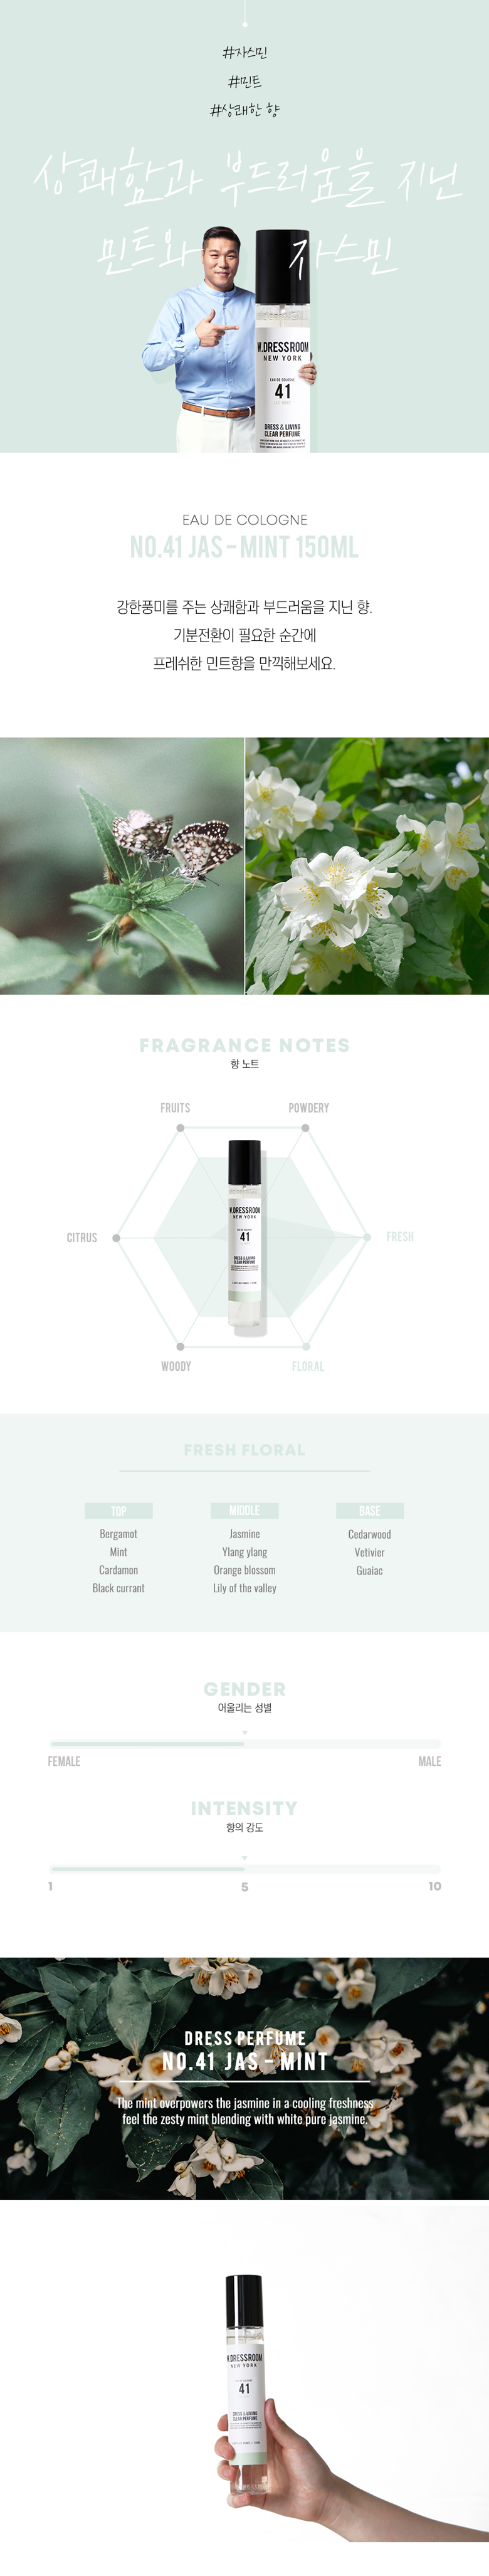 #자스민
#민트
#상쾌한 향
상쾌함과 부드러움을 지닌
민트와 자스민
W.DRESSROOM
NEW YORK
EAU DE COLOGNE
41
DRESS & LIVING
CLEAR PERFUME
EAU DE COLOGNE
NO.41 JAS-MINT 150ML
강한풍미를 주는 상쾌함과 부드러움을 지닌 향.
기분전환이 필요한 순간에
프레쉬한 민트향을 만끽해보세요.
FRAGRANCE NOTES
향 노트
FRUITS POWDERY
W.DRESSROOM
NEW YORK
41
DRESS & LIVING
CLEAR PERFUME
CITRUS FRESH
WOODY FLORAL
FRESH FLORAL
TOP MIDDLE BASE
Bergamot Jasmine Cedarwood
Mint Ylang ylang Vetivier
Cardamon Orange blossom Guaiac
Black currant Lily of the valley
GENDER
어울리는 성별
FEMALE MALE
INTENSITY
향의 감도
1 5 10
DRESS PERFUME
NO.41 JAS-MINT
The mint overpowers the jasmine in a cooling freshness
feel the zesty mint blending with white pure jasmine.
W.DRESSROOM
NEW YORK
41
DRESS & LIVING
CLEAR PERFUME